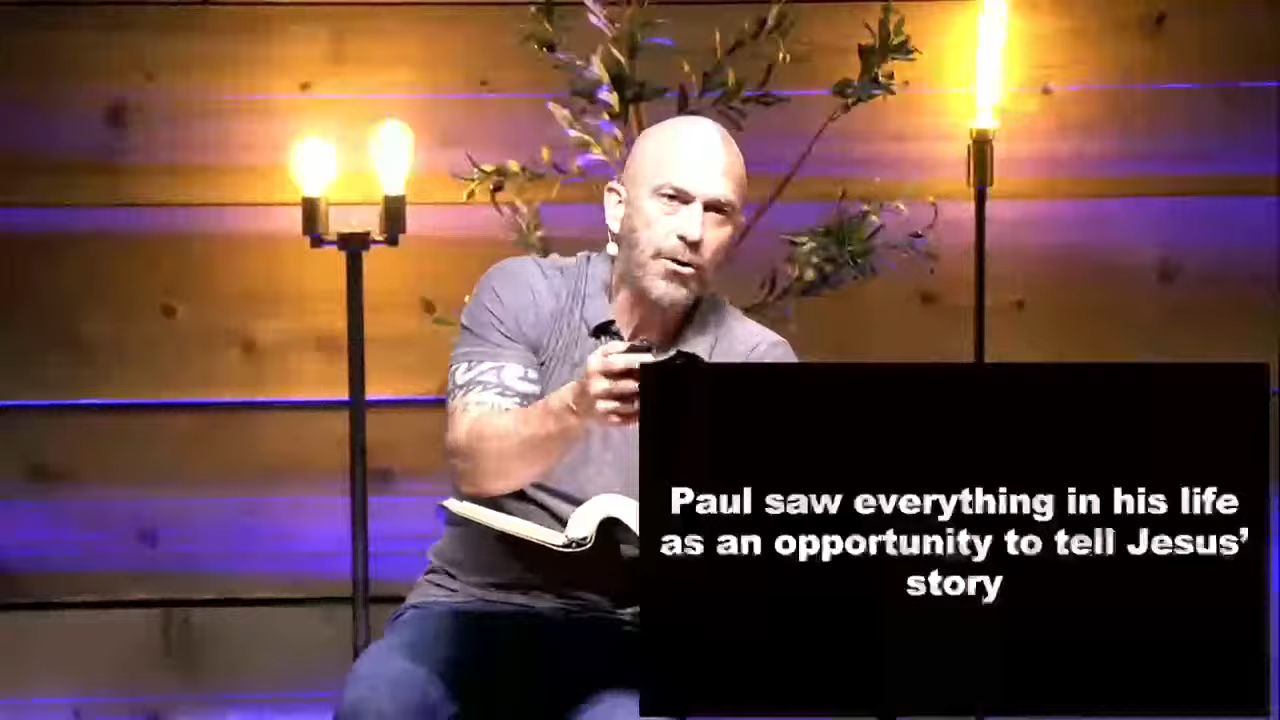 Paul saw everything in his life
as an opportunity to tell Jesus’
story